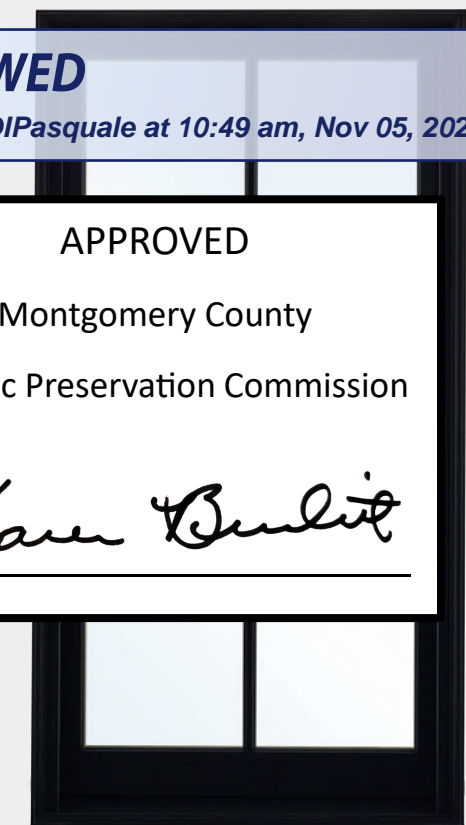 WED
DiPasquale at 10:49 am, Nov 05, 202
APPROVED
Montgomery County
c Preservation Commission